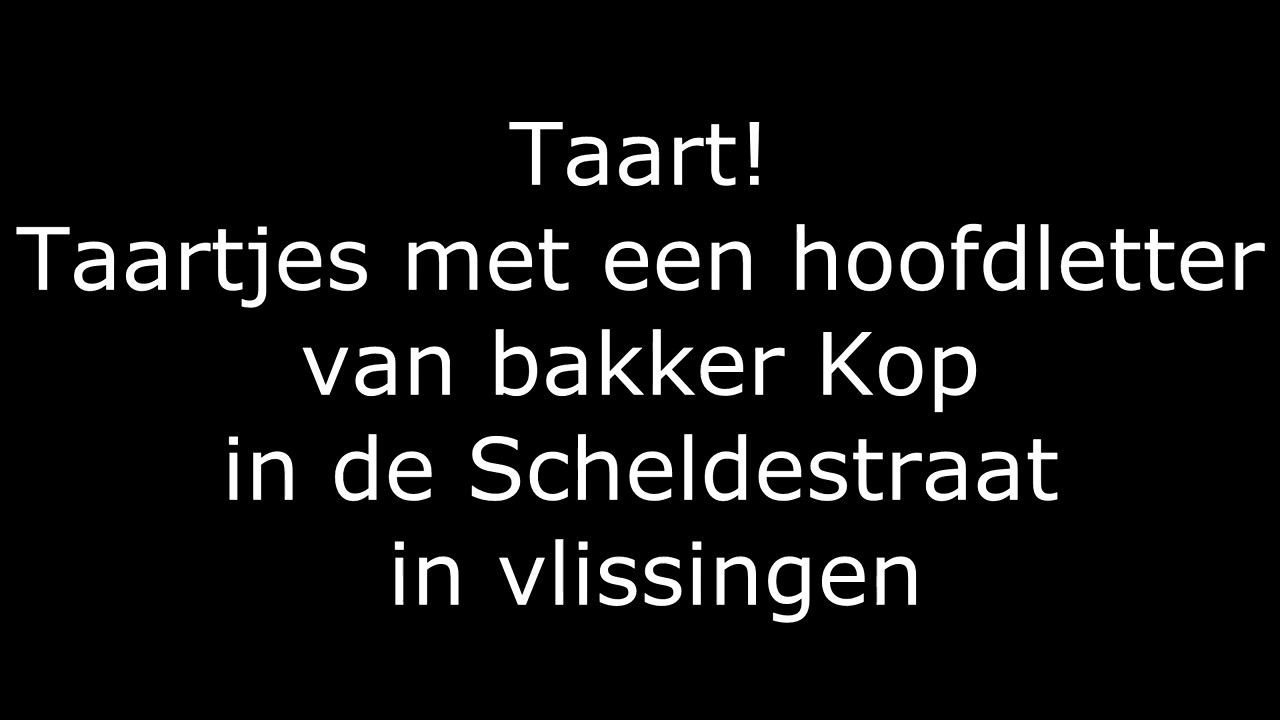 Taart!
Taartjes met een hoofdletter
van bakker Kop
in de Scheldestraat
in vlissingen